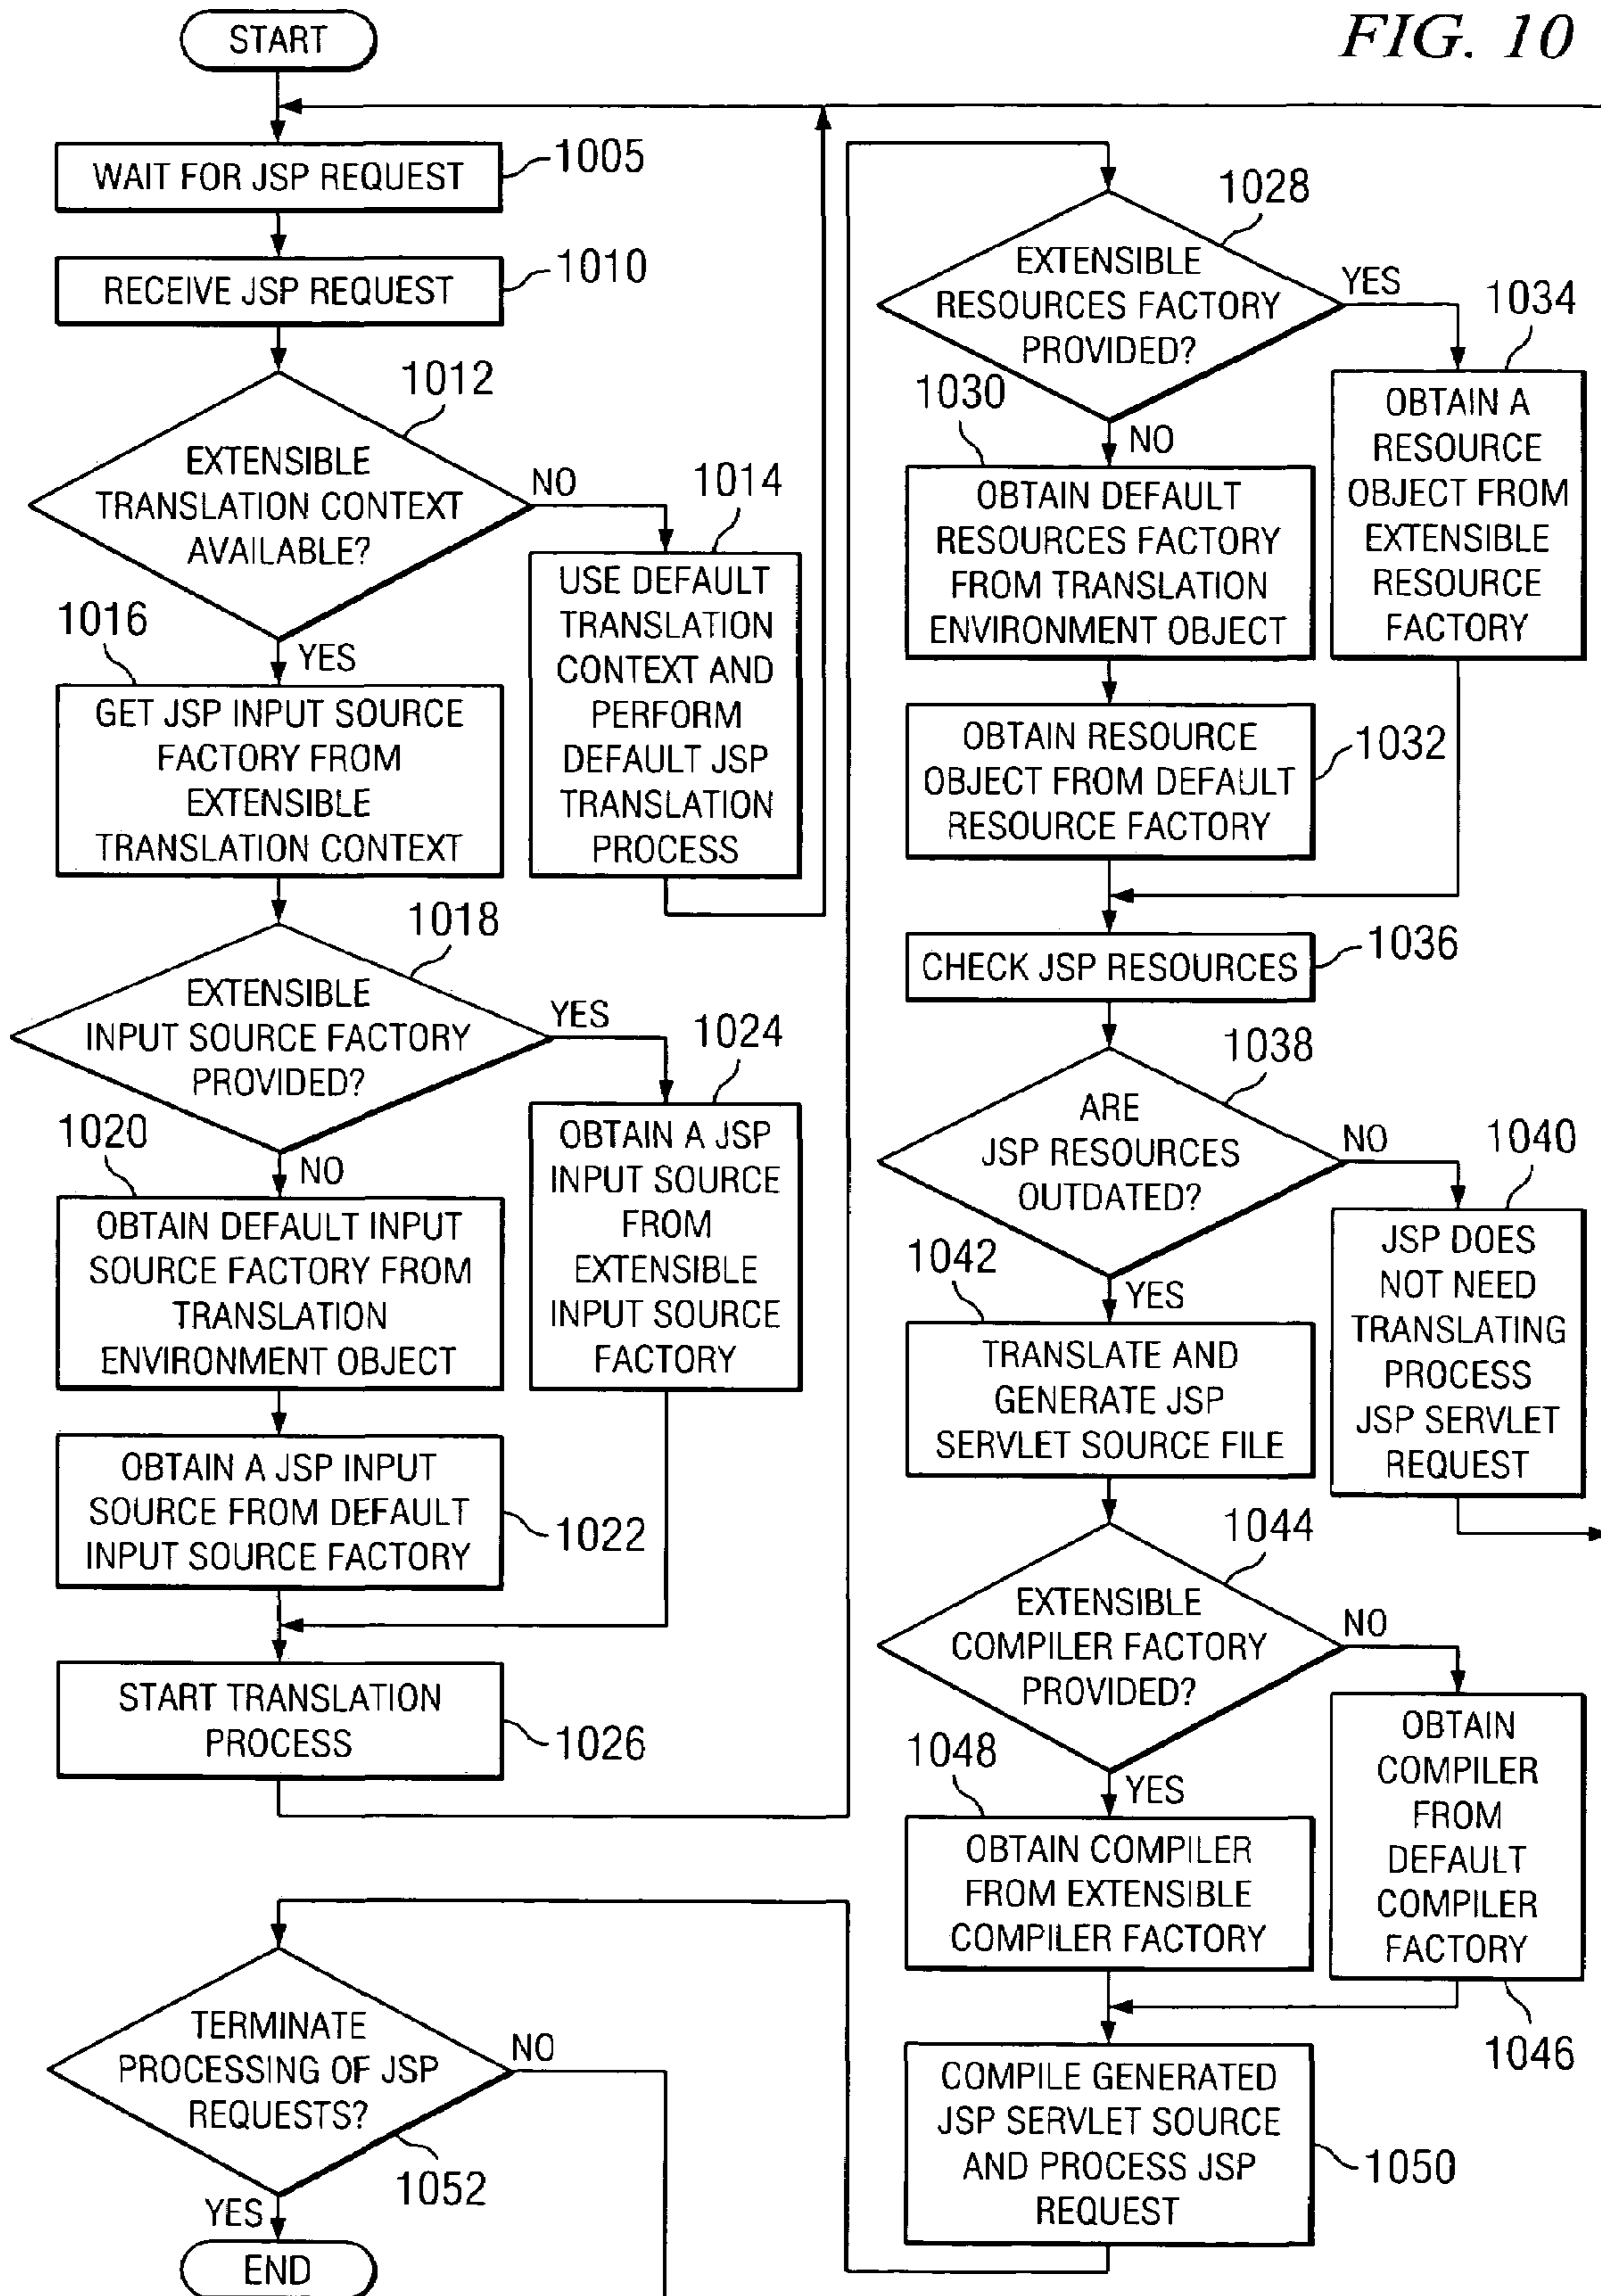 FIG. 10
START
WAIT FOR JSP REQUEST
1005
RECEIVE JSP REQUEST
1010
1012
EXTENSIBLE
TRANSLATION CONTEXT
AVAILABLE?
NO
YES
1014
USE DEFAULT
TRANSLATION
CONTEXT AND
PERFORM
DEFAULT JSP
TRANSLATION
PROCESS
1016
GET JSP INPUT SOURCE
FACTORY FROM
EXTENSIBLE
TRANSLATION CONTEXT
1018
EXTENSIBLE
INPUT SOURCE FACTORY
PROVIDED?
YES
NO
1024
OBTAIN A JSP
INPUT SOURCE
FROM
EXTENSIBLE
INPUT SOURCE
FACTORY
1020
OBTAIN DEFAULT INPUT
SOURCE FACTORY FROM
TRANSLATION
ENVIRONMENT OBJECT
OBTAIN A JSP INPUT
SOURCE FROM DEFAULT
INPUT SOURCE FACTORY
1022
START TRANSLATION
PROCESS
1026
1028
EXTENSIBLE
RESOURCES FACTORY
PROVIDED?
YES
NO
1034
OBTAIN A
RESOURCE
OBJECT FROM
EXTENSIBLE
RESOURCE
FACTORY
1030
OBTAIN DEFAULT
RESOURCES FACTORY
FROM TRANSLATION
ENVIRONMENT OBJECT
OBTAIN RESOURCE
OBJECT FROM DEFAULT
RESOURCE FACTORY
1032
CHECK JSP RESOURCES
1036
1038
ARE
JSP RESOURCES
OUTDATED?
NO
YES
1040
JSP DOES
NOT NEED
TRANSLATING
PROCESS
JSP SERVLET
REQUEST
1042
TRANSLATE AND
GENERATE JSP
SERVLET SOURCE FILE
1044
EXTENSIBLE
COMPILER FACTORY
PROVIDED?
NO
YES
OBTAIN
COMPILER
FROM
DEFAULT
COMPILER
FACTORY
1046
1048
OBTAIN COMPILER
FROM EXTENSIBLE
COMPILER FACTORY
COMPILE GENERATED
JSP SERVLET SOURCE
AND PROCESS JSP
REQUEST
1050
TERMINATE
PROCESSING OF JSP
REQUESTS?
NO
1052
YES
END